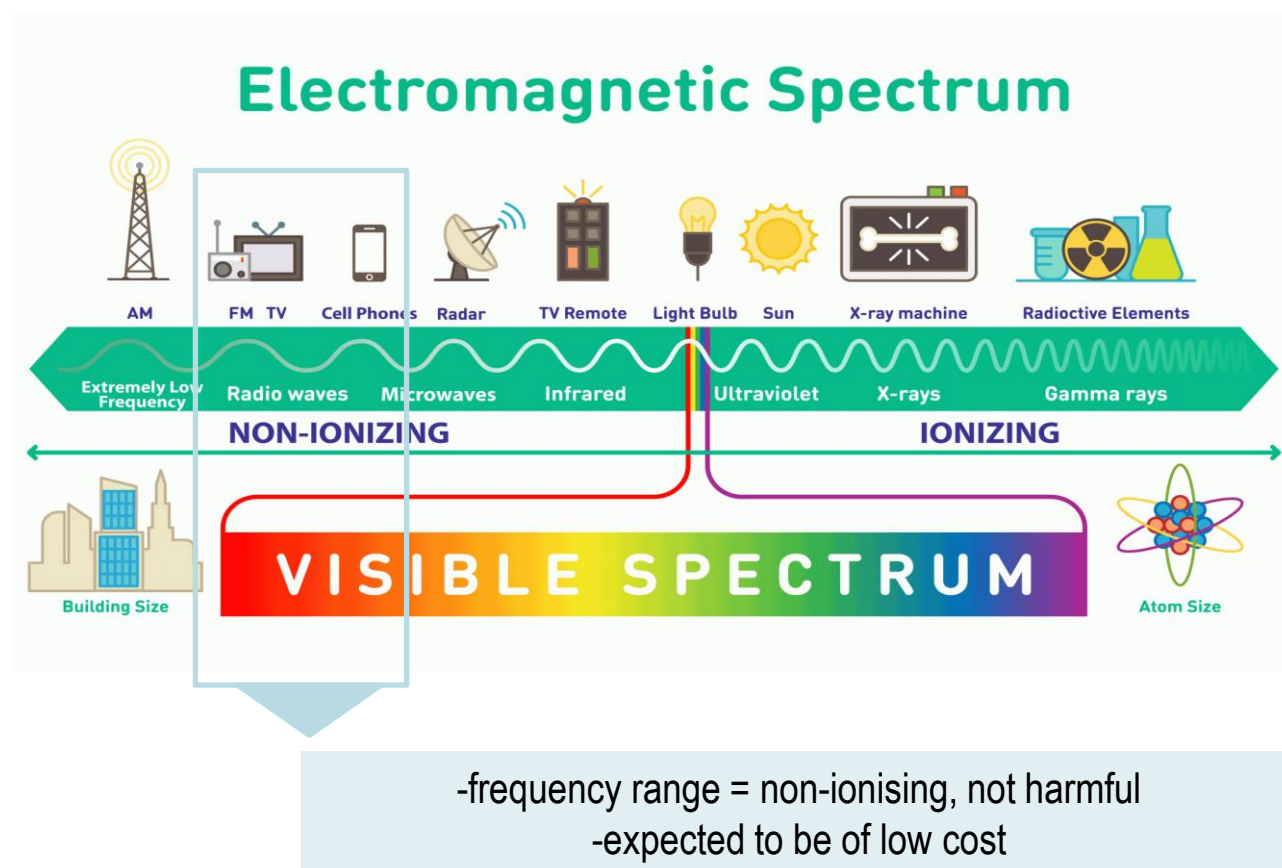 Electromagnetic Spectrum
AM FM TV Cell Phones Radar TV Remote Light Bulb Sun X-ray machine Radioctive Elements
Extremely Low
Frequency
Radio waves Microwaves Infrared Ultraviolet X-rays Gamma rays
NON-IONIZING IONIZING
VISIBLE SPECTRUM
Building Size Atom Size
-frequency range = non-ionising, not harmful
-expected to be of low cost